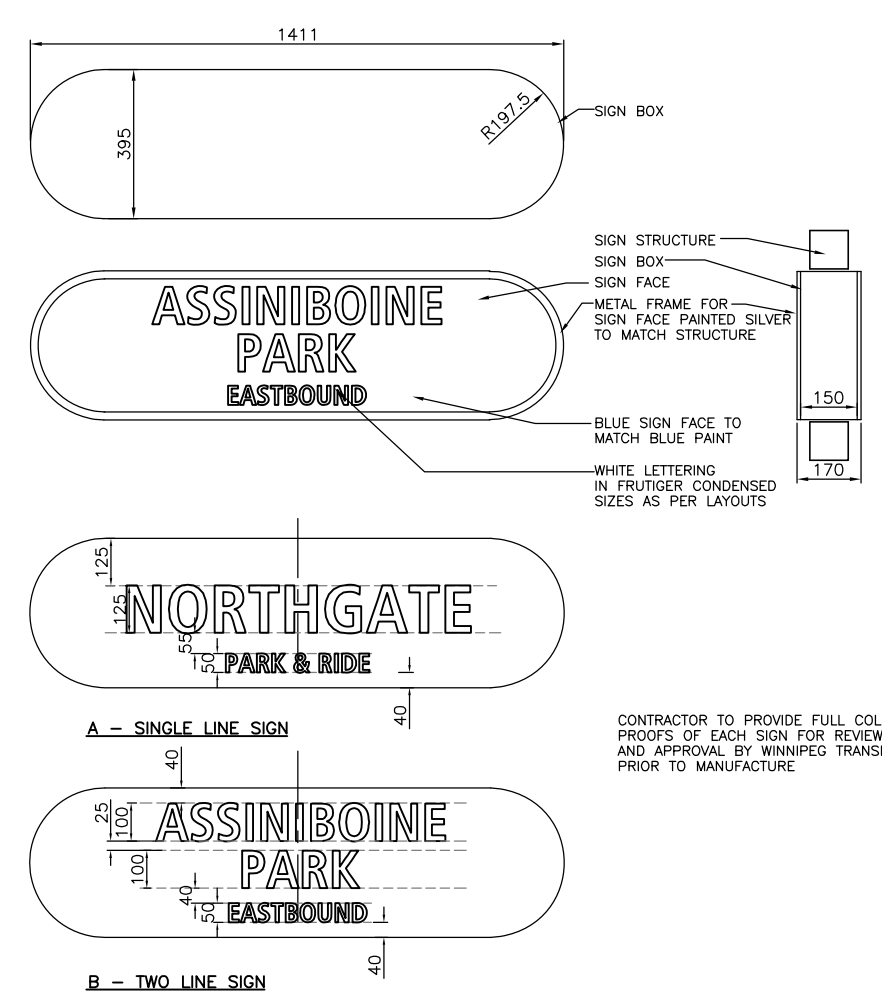 1411
395
R197.5
SIGN BOX
SIGN STRUCTURE
SIGN BOX
SIGN FACE
METAL FRAME FOR
SIGN FACE PAINTED SILVER
TO MATCH STRUCTURE
ASSINIBOINE
PARK
EASTBOUND
BLUE SIGN FACE TO
MATCH BLUE PAINT
WHITE LETTERING
IN FRUTIGER CONDENSED
SIZES AS PER LAYOUTS
150
170
125
125
NORTHGATE
55
50
PARK & RIDE
40
A – SINGLE LINE SIGN
CONTRACTOR TO PROVIDE FULL COL
PROOFS OF EACH SIGN FOR REVIEW
AND APPROVAL BY WINNIPEG TRANS
PRIOR TO MANUFACTURE
40
25
100
ASSINIBOINE
100
PARK
40
50
EASTBOUND
40
B – TWO LINE SIGN